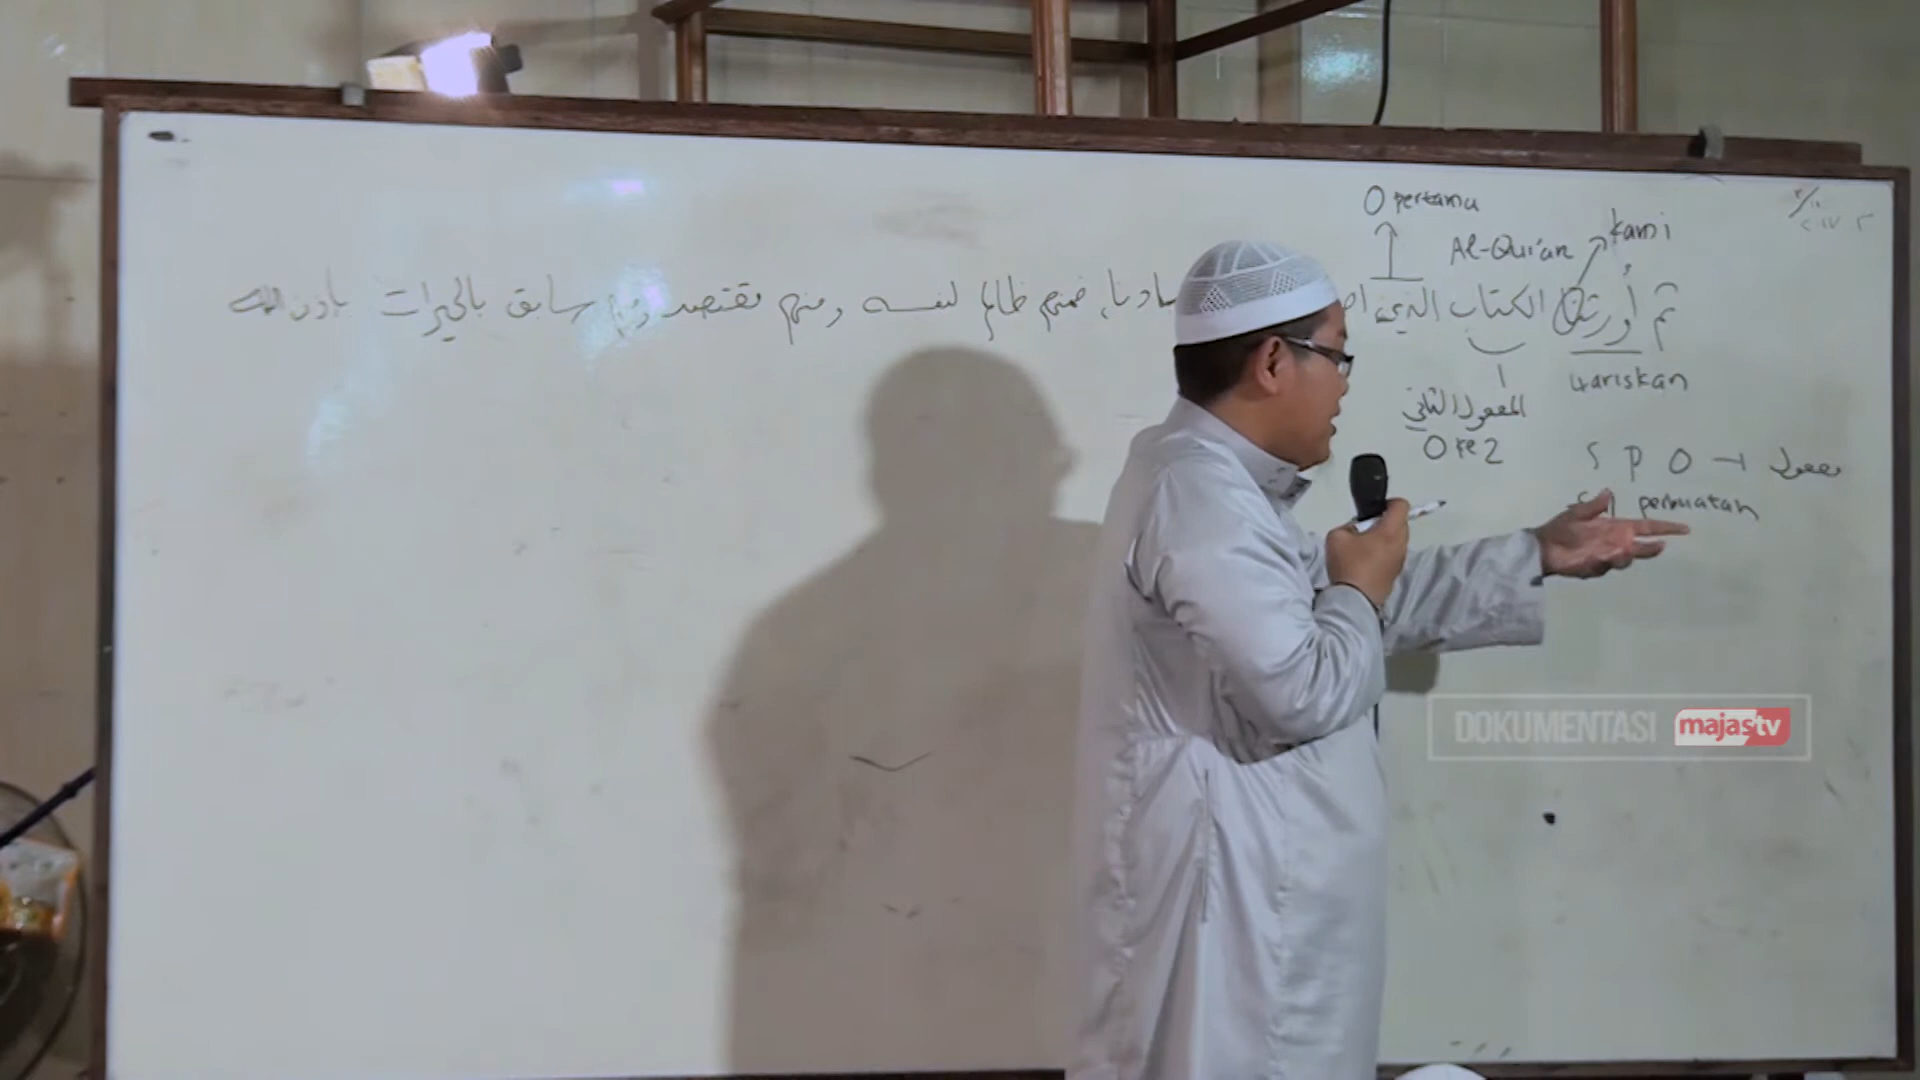 O pertama
Al-Qur'an
kami
ثم أورثنا الكتاب الذين فمنهم ظالم لنفسه ومنهم مقتصد سابق بالخيرات بإذن الله
wariskan
المفعول الثاني
O ke 2
S P O → مفعول
perbuatan
DOKUMENTASI majastv